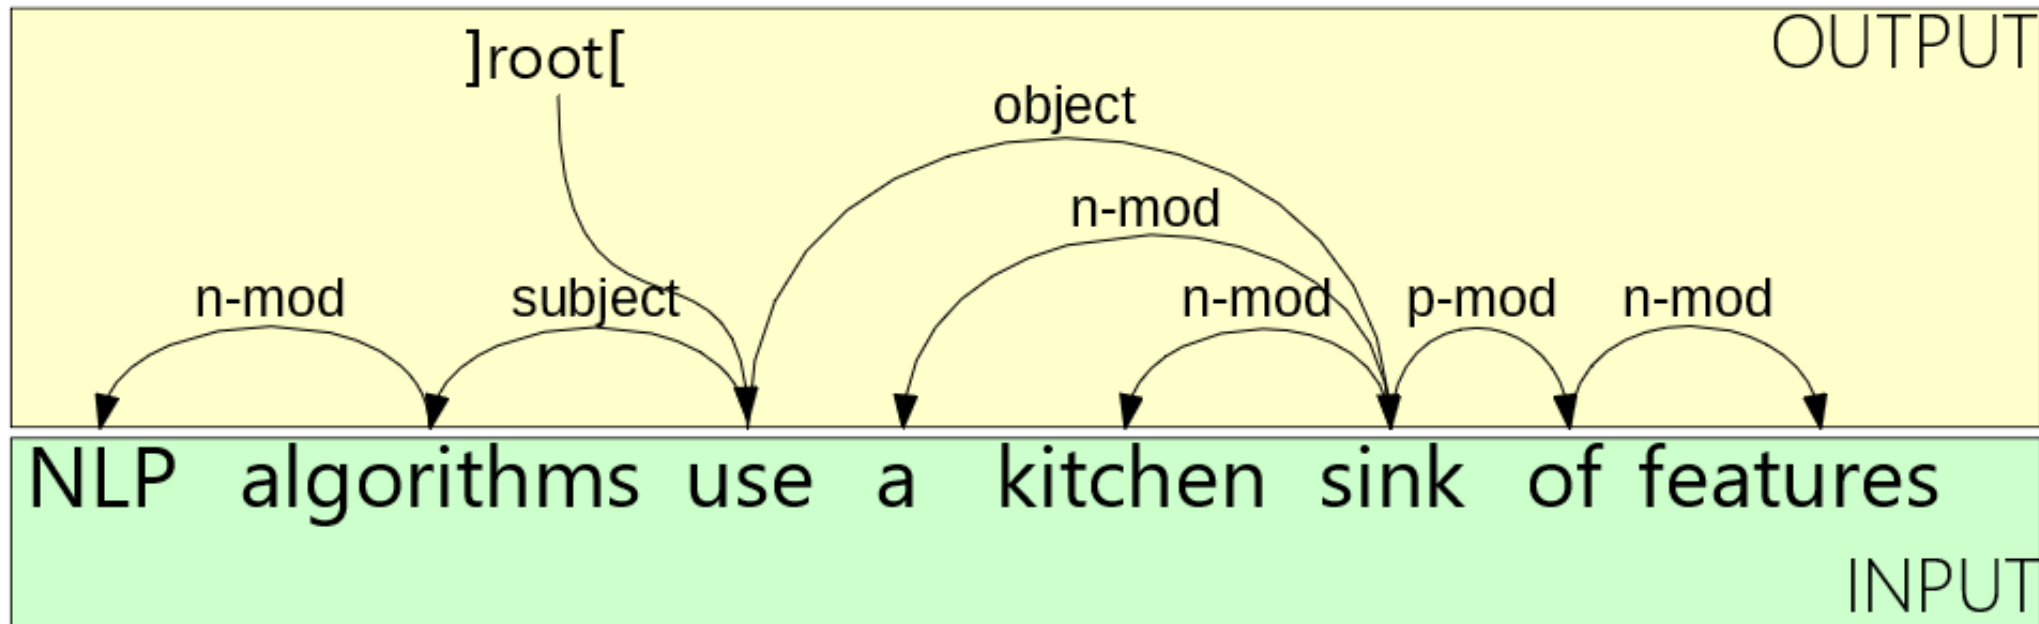 OUTPUT
]root[
object
n-mod
n-mod subject n-mod p-mod n-mod
NLP algorithms use a kitchen sink of features
INPUT